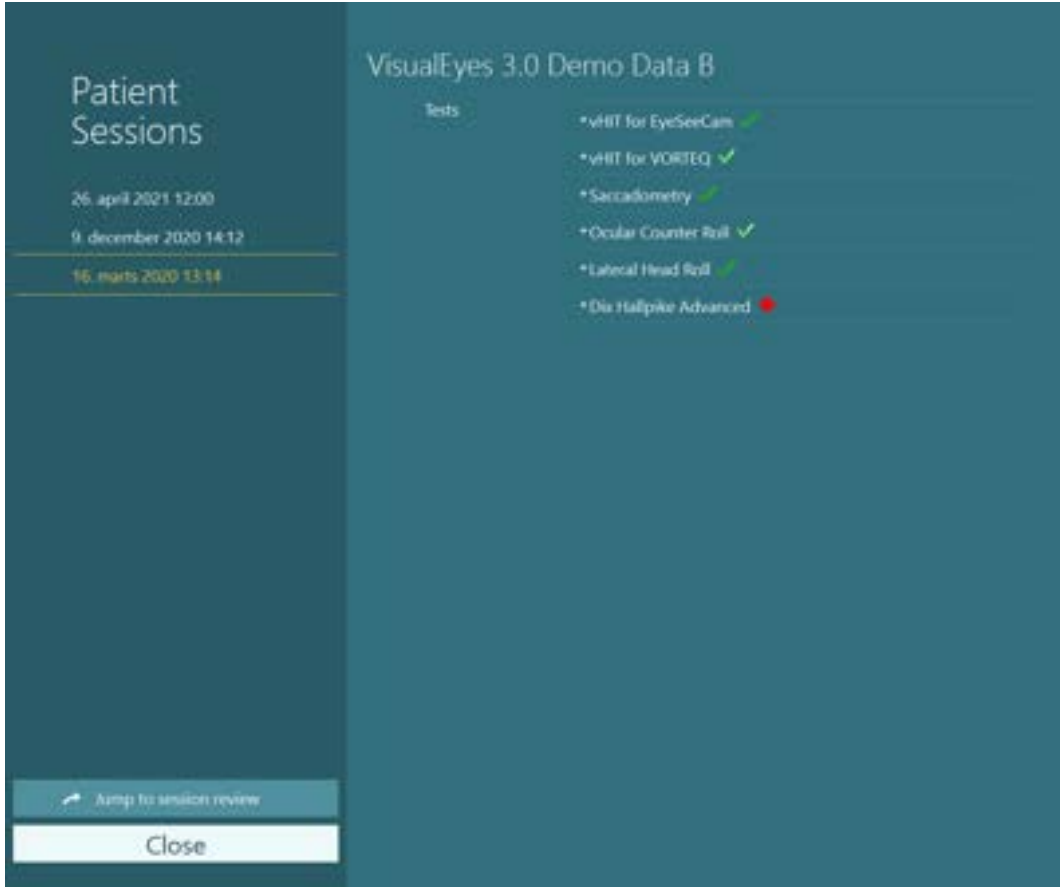 Patient
Sessions
26. april 2021 12:00
9. december 2020 14:12
16. marts 2020 13:14
Jump to session review
Close
VisualEyes 3.0 Demo Data B
Tests
*vHIT for EyeSeeCam
*vHIT for VORTEQ
*Saccadometry
*Ocular Counter Roll
*Lateral Head Roll
*Dix Hallpike Advanced